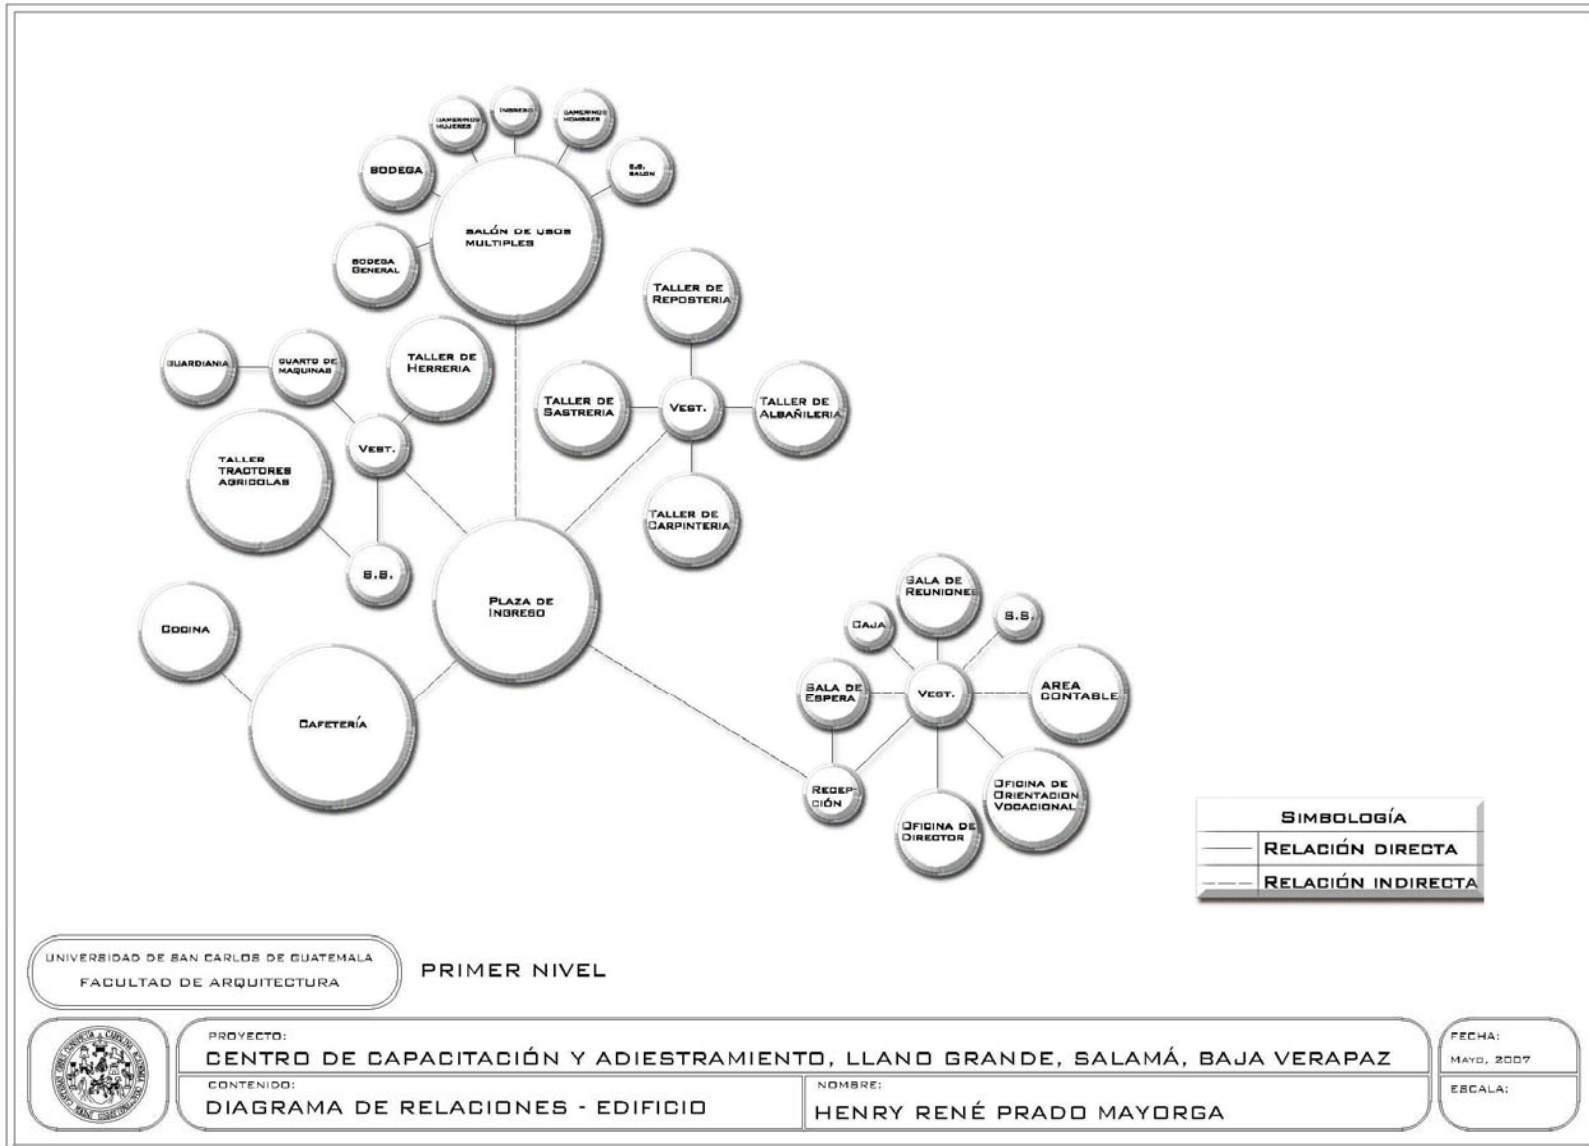 CAMERINOS
MUJERES
INGRESO
CAMERINOS
HOMBRES
BODEGA
S.S.
SALON
SALÓN DE USOS
MULTIPLES
BODEGA
GENERAL
TALLER DE
REPOSTERIA
GUARDIANIA
CUARTO DE
MAQUINAS
TALLER DE
HERRERIA
TALLER DE
SASTRERIA
VEST.
TALLER DE
ALBAÑILERIA
VEST.
TALLER
TRACTORES
AGRICOLAS
TALLER DE
CARPINTERIA
S.S.
PLAZA DE
INGRESO
COCINA
CAFETERÍA
SALA DE
REUNIONE
CAJA
S.S.
SALA DE
ESPERA
VEST.
AREA
CONTABLE
RECEP-
CIÓN
OFICINA DE
DIRECTOR
OFICINA DE
ORIENTACION
VOCACIONAL
SIMBOLOGÍA
RELACIÓN DIRECTA
RELACIÓN INDIRECTA
UNIVERSIDAD DE SAN CARLOS DE GUATEMALA
FACULTAD DE ARQUITECTURA
PRIMER NIVEL
PROYECTO:
CENTRO DE CAPACITACIÓN Y ADIESTRAMIENTO, LLANO GRANDE, SALAMÁ, BAJA VERAPAZ
CONTENIDO:
DIAGRAMA DE RELACIONES - EDIFICIO
NOMBRE:
HENRY RENÉ PRADO MAYORGA
FECHA:
MAYO, 2007
ESCALA: